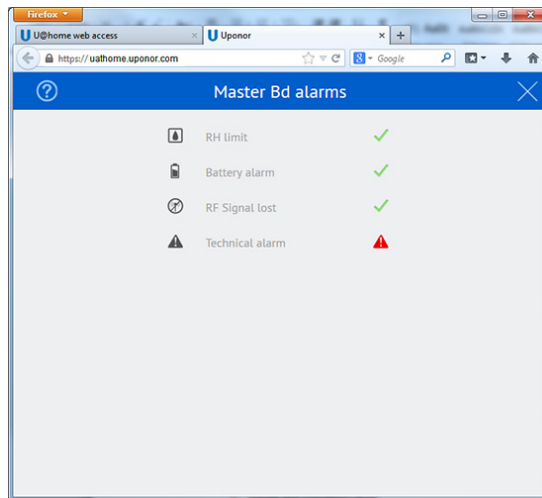 Firefox
U@home web access
Uponor
https://uathome.uponor.com
Google
Master Bd alarms
RH limit
Battery alarm
RF Signal lost
Technical alarm